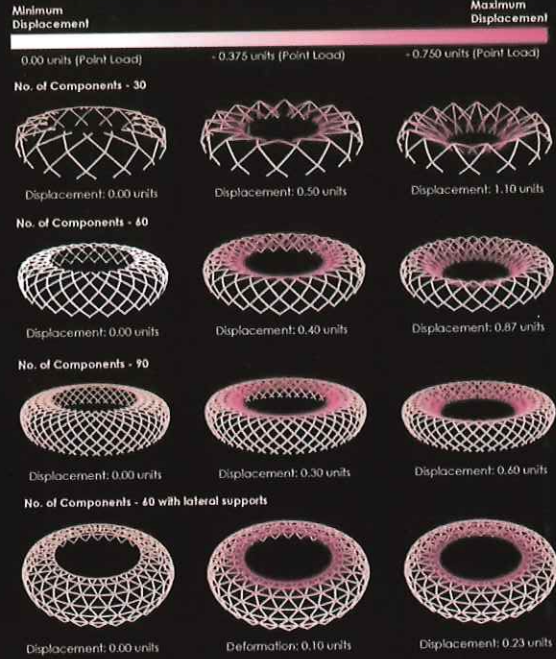 Minimum
Displacement
Maximum
Displacement
0.00 units (Point Load)
- 0.375 units (Point Load)
- 0.750 units (Point Load)
No. of Components - 30
Displacement: 0.00 units
Displacement: 0.50 units
Displacement: 1.10 units
No. of Components - 60
Displacement: 0.00 units
Displacement: 0.40 units
Displacement: 0.87 units
No. of Components - 90
Displacement: 0.00 units
Displacement: 0.30 units
Displacement: 0.60 units
No. of Components - 60 with lateral supports
Displacement: 0.00 units
Deformation: 0.10 units
Displacement: 0.23 units